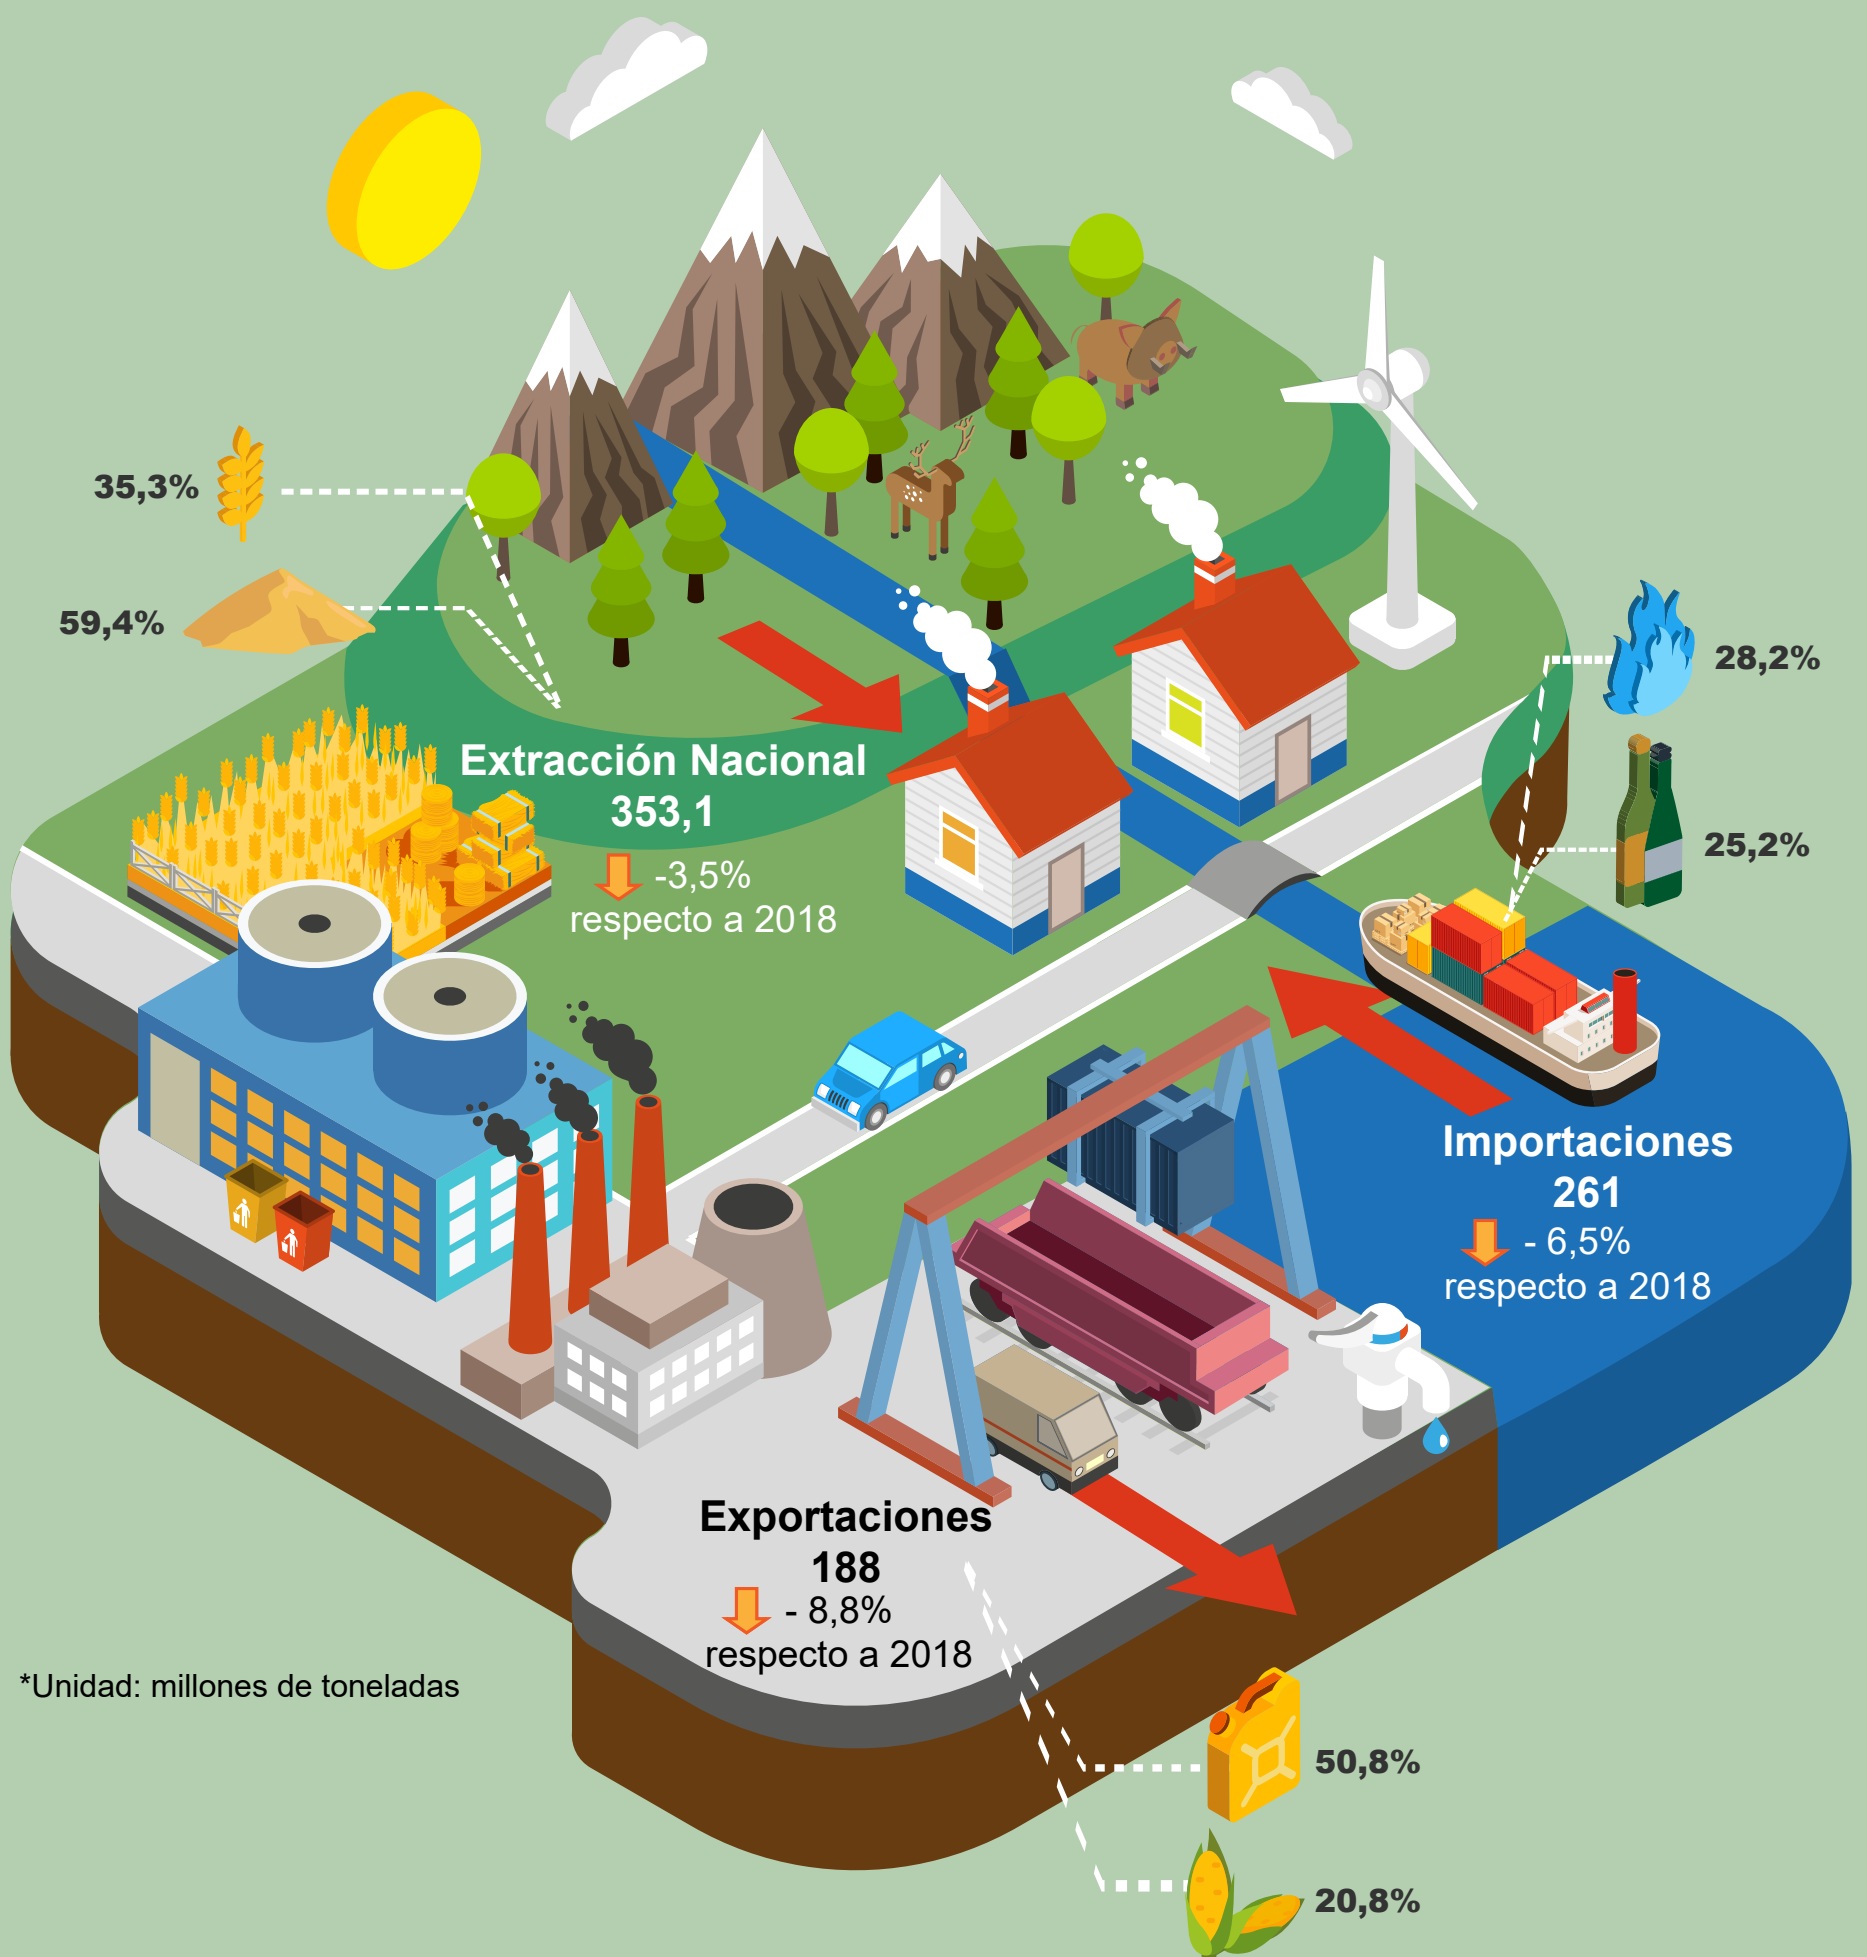 35,3%
59,4%
Extracción Nacional
353,1
-3,5%
respecto a 2018
28,2%
25,2%
Importaciones
261
- 6,5%
respecto a 2018
Exportaciones
188
- 8,8%
respecto a 2018
*Unidad: millones de toneladas
50,8%
20,8%